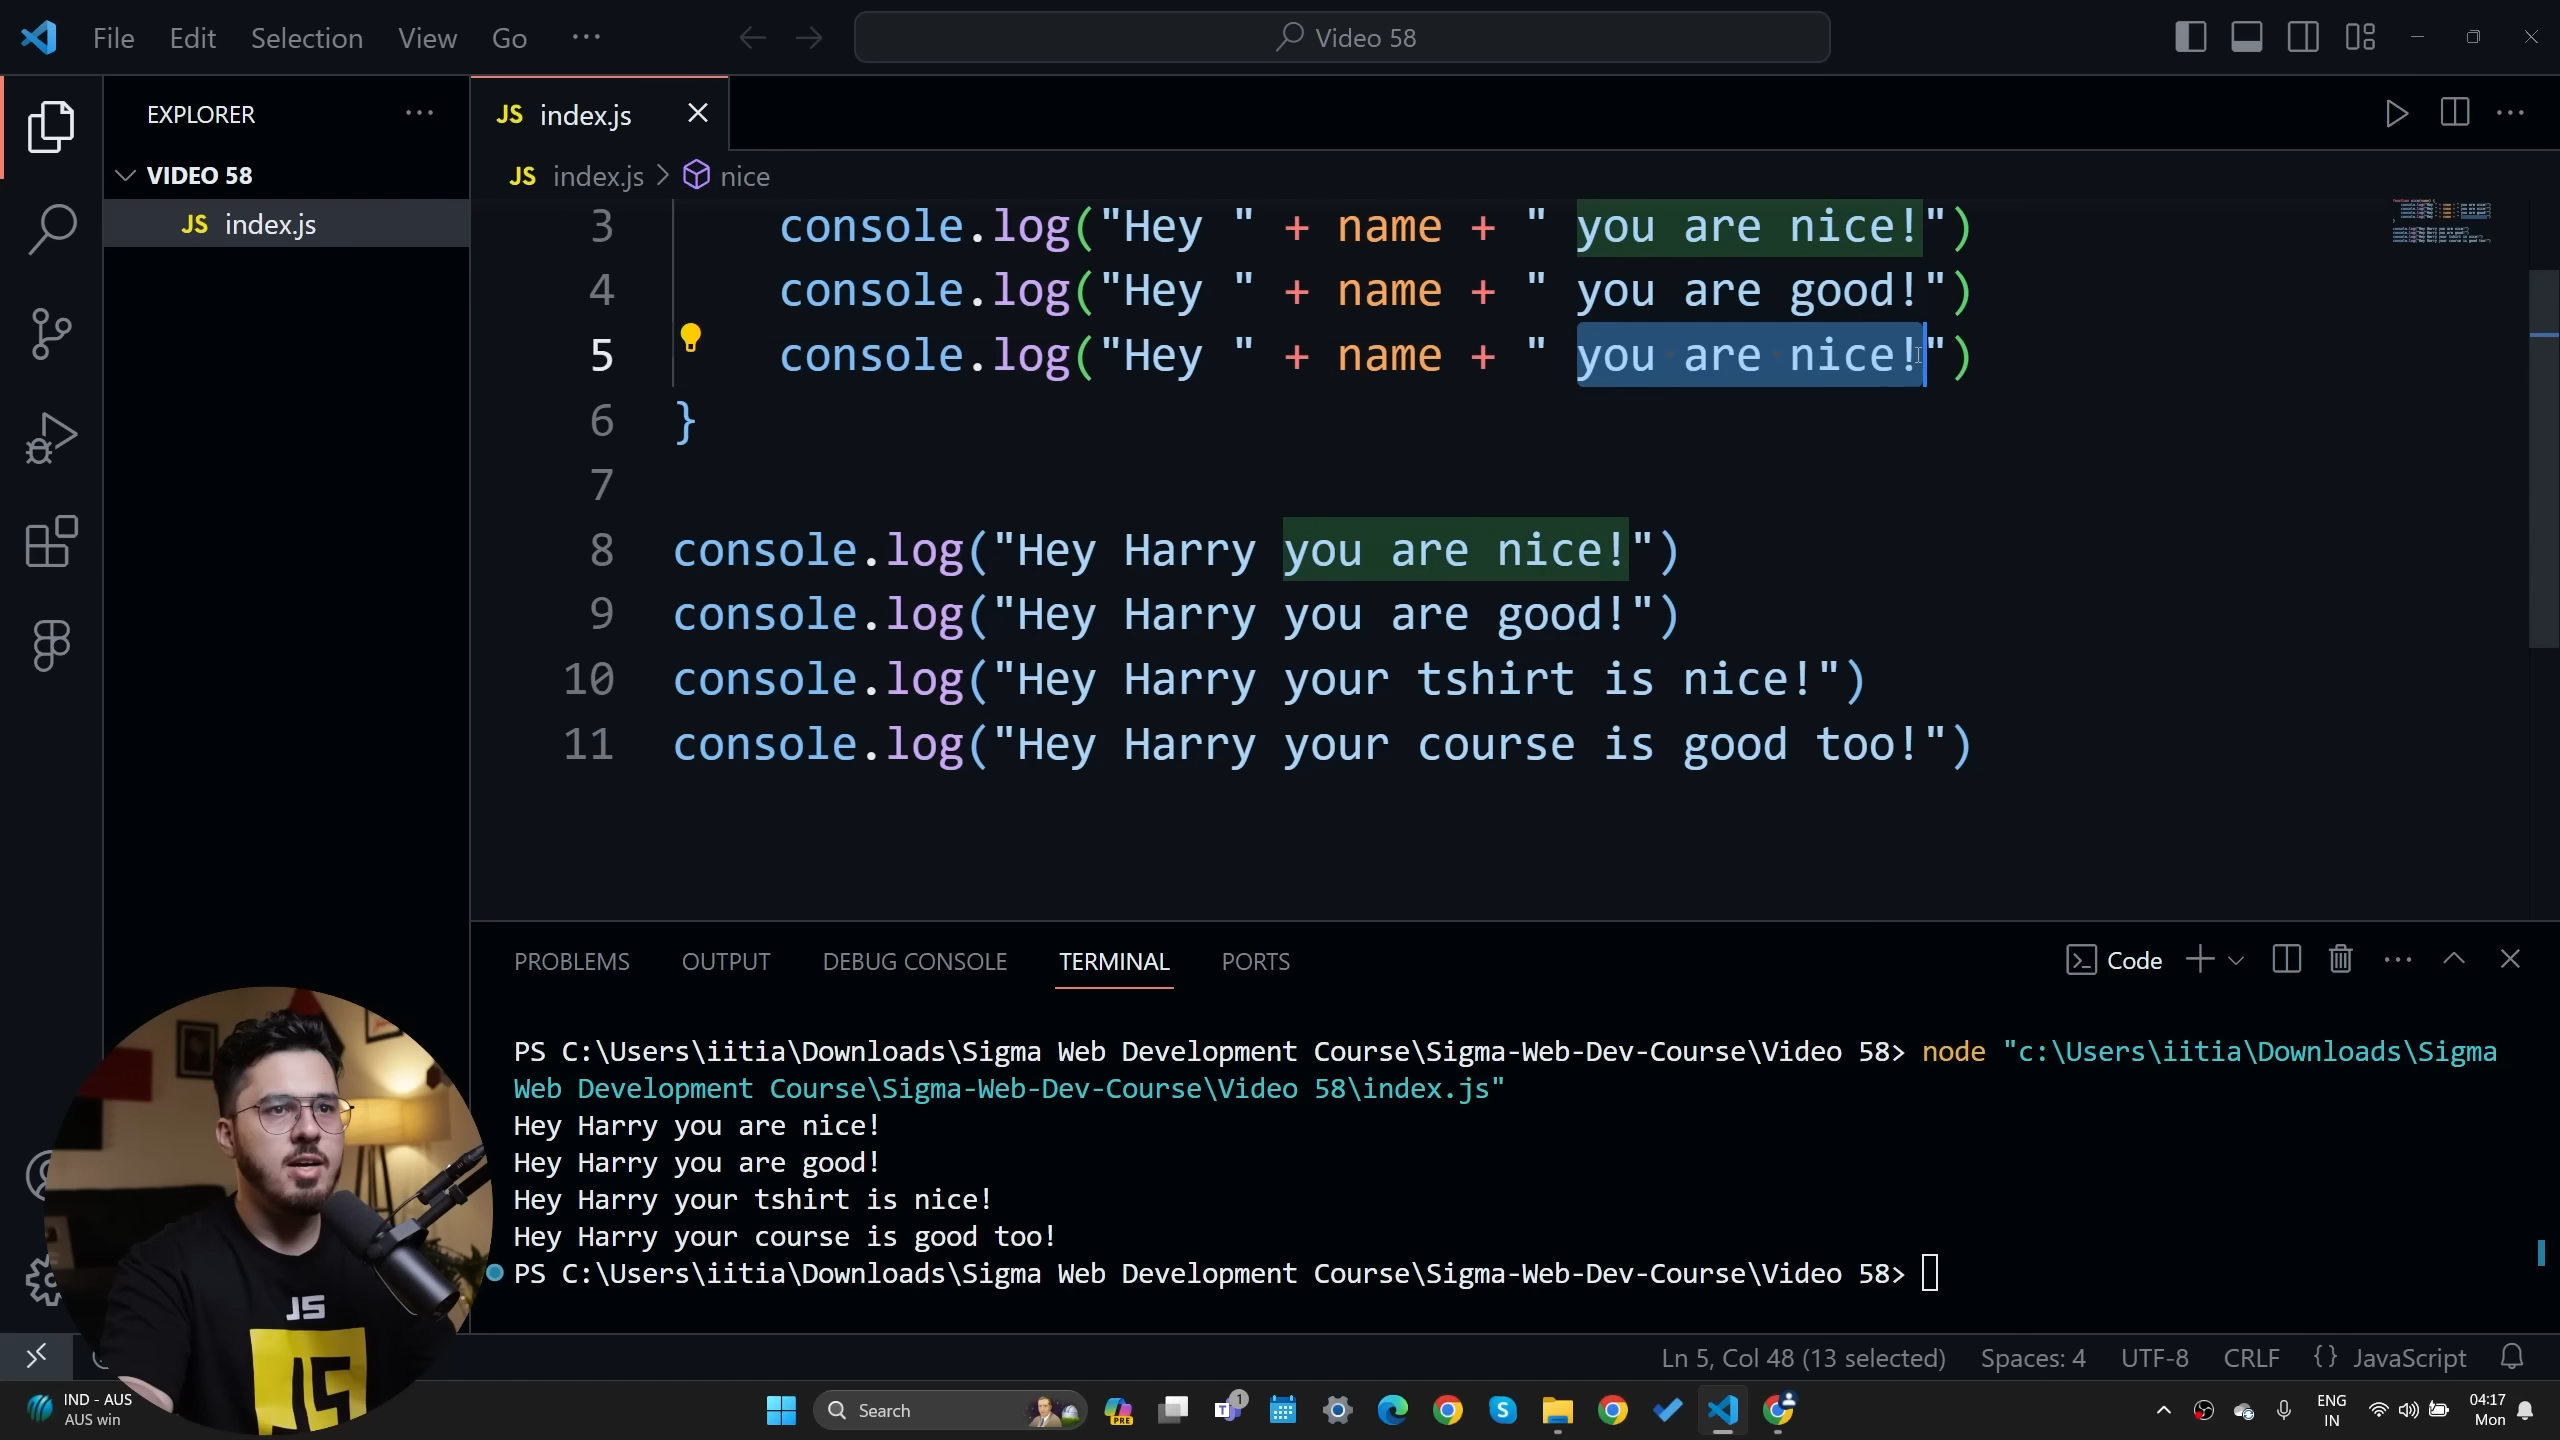 File Edit Selection View Go ··· Video 58
EXPLORER ···
VIDEO 58
JS index.js
JS index.js
JS index.js > nice
3 console.log("Hey " + name + " you are nice!")
4 console.log("Hey " + name + " you are good!")
5 console.log("Hey " + name + " you are nice!")
6 }
7
8 console.log("Hey Harry you are nice!")
9 console.log("Hey Harry you are good!")
10 console.log("Hey Harry your tshirt is nice!")
11 console.log("Hey Harry your course is good too!")
PROBLEMS OUTPUT DEBUG CONSOLE TERMINAL PORTS Code
PS C:\Users\iitia\Downloads\Sigma Web Development Course\Sigma-Web-Dev-Course\Video 58> node "c:\Users\iitia\Downloads\Sigma
Web Development Course\Sigma-Web-Dev-Course\Video 58\index.js"
Hey Harry you are nice!
Hey Harry you are good!
Hey Harry your tshirt is nice!
Hey Harry your course is good too!
PS C:\Users\iitia\Downloads\Sigma Web Development Course\Sigma-Web-Dev-Course\Video 58>
JS
JS
Ln 5, Col 48 (13 selected) Spaces: 4 UTF-8 CRLF {} JavaScript
IND - AUS
AUS win
Search
PRE
1
ENG
IN
04:17
Mon